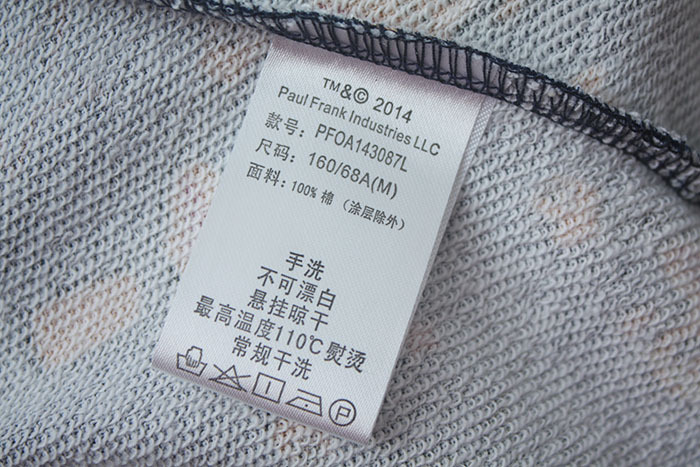 TM&© 2014
Paul Frank Industries LLC
款号：PFOA143087L
尺码：160/68A(M)
面料：100% 棉 （涂层除外）
手洗
不可漂白
悬挂晾干
最高温度110℃熨烫
常规干洗
P